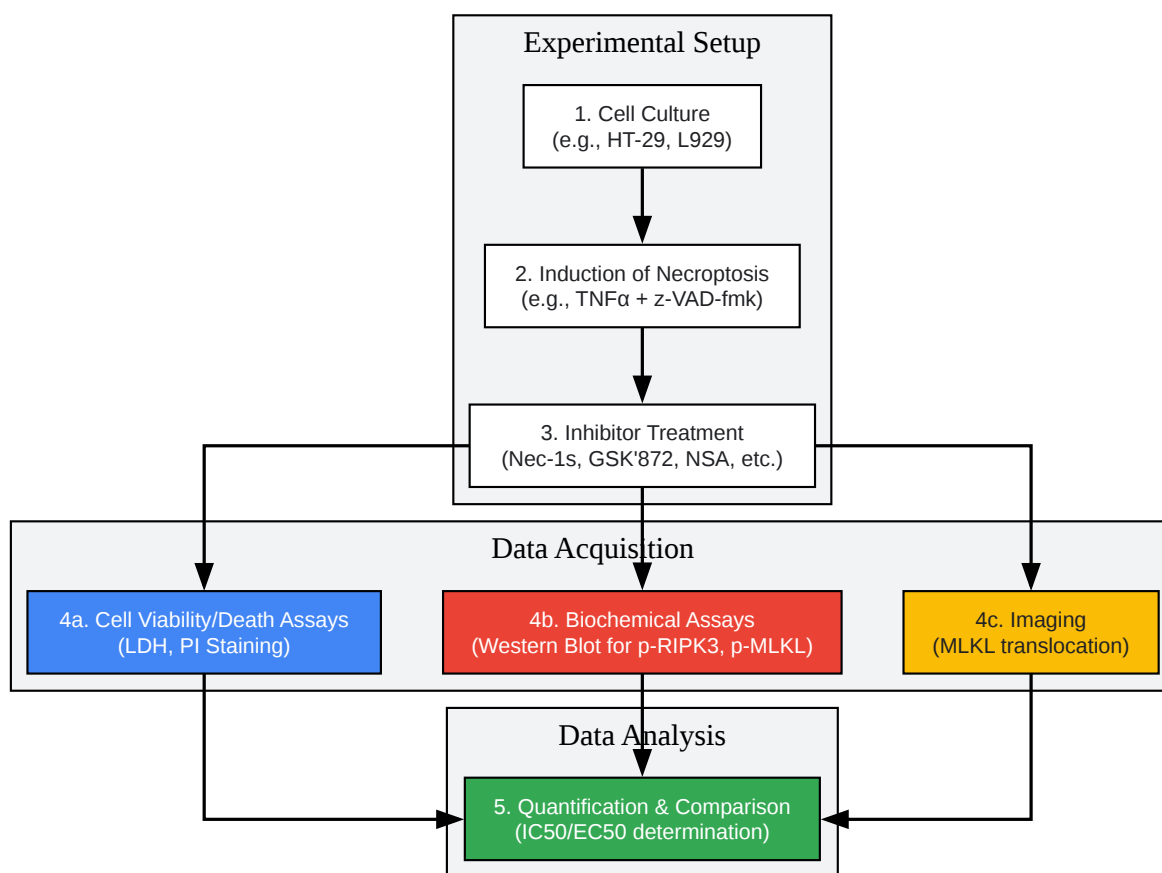 Experimental Setup
1. Cell Culture
(e.g., HT-29, L929)
2. Induction of Necroptosis
(e.g., TNFα + z-VAD-fmk)
3. Inhibitor Treatment
(Nec-1s, GSK'872, NSA, etc.)
Data Acquisition
4a. Cell Viability/Death Assays
(LDH, PI Staining)
4b. Biochemical Assays
(Western Blot for p-RIPK3, p-MLKL)
4c. Imaging
(MLKL translocation)
Data Analysis
5. Quantification & Comparison
(IC50/EC50 determination)